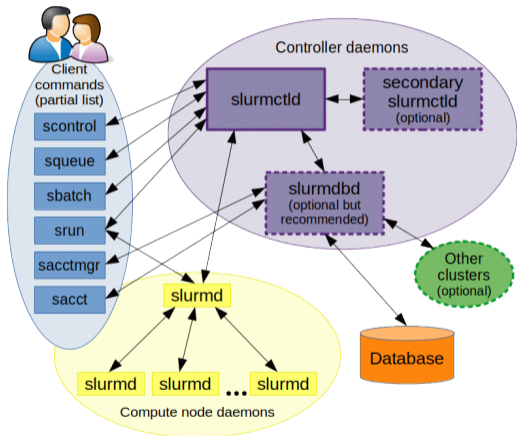 Client
commands
(partial list)
scontrol
squeue
sbatch
srun
sacctmgr
sacct
Controller daemons
slurmctld
secondary
slurmctld
(optional)
slurmdbd
(optional but
recommended)
Other
clusters
(optional)
Database
slurmd
slurmd
slurmd
...
slurmd
Compute node daemons